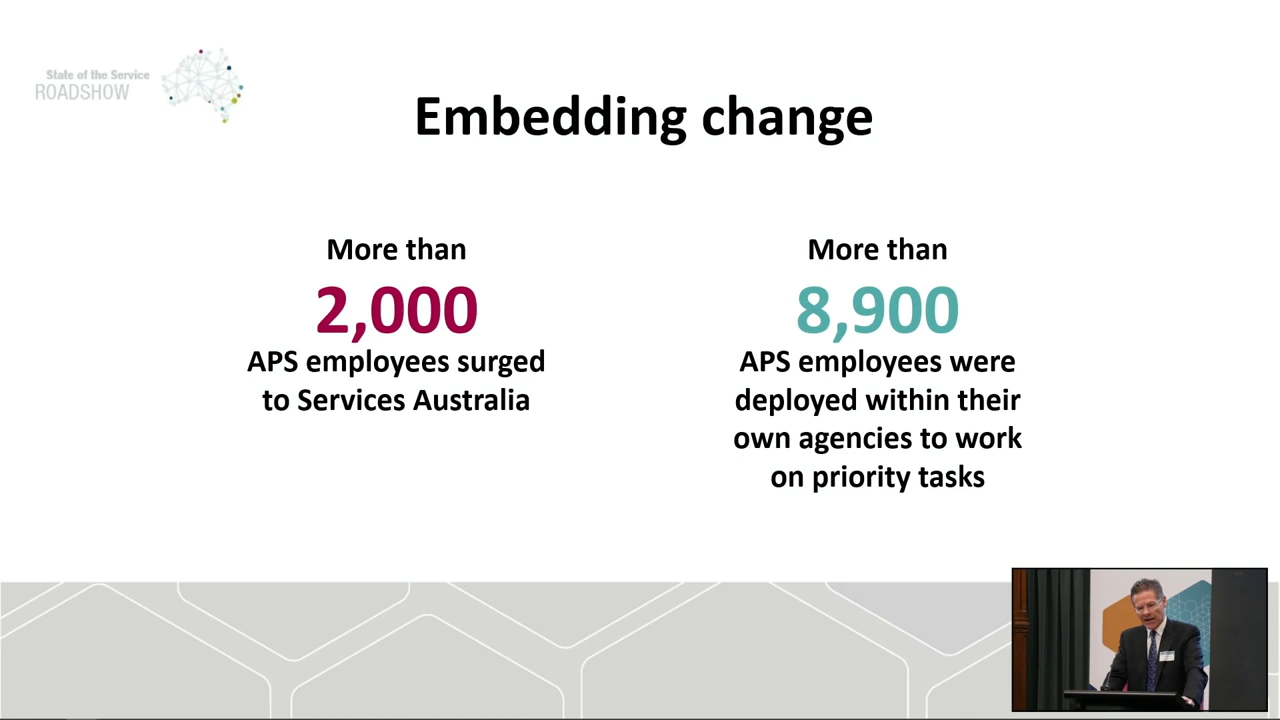 State of the Service
ROADSHOW
Embedding change
More than
2,000
APS employees surged
to Services Australia
More than
8,900
APS employees were
deployed within their
own agencies to work
on priority tasks